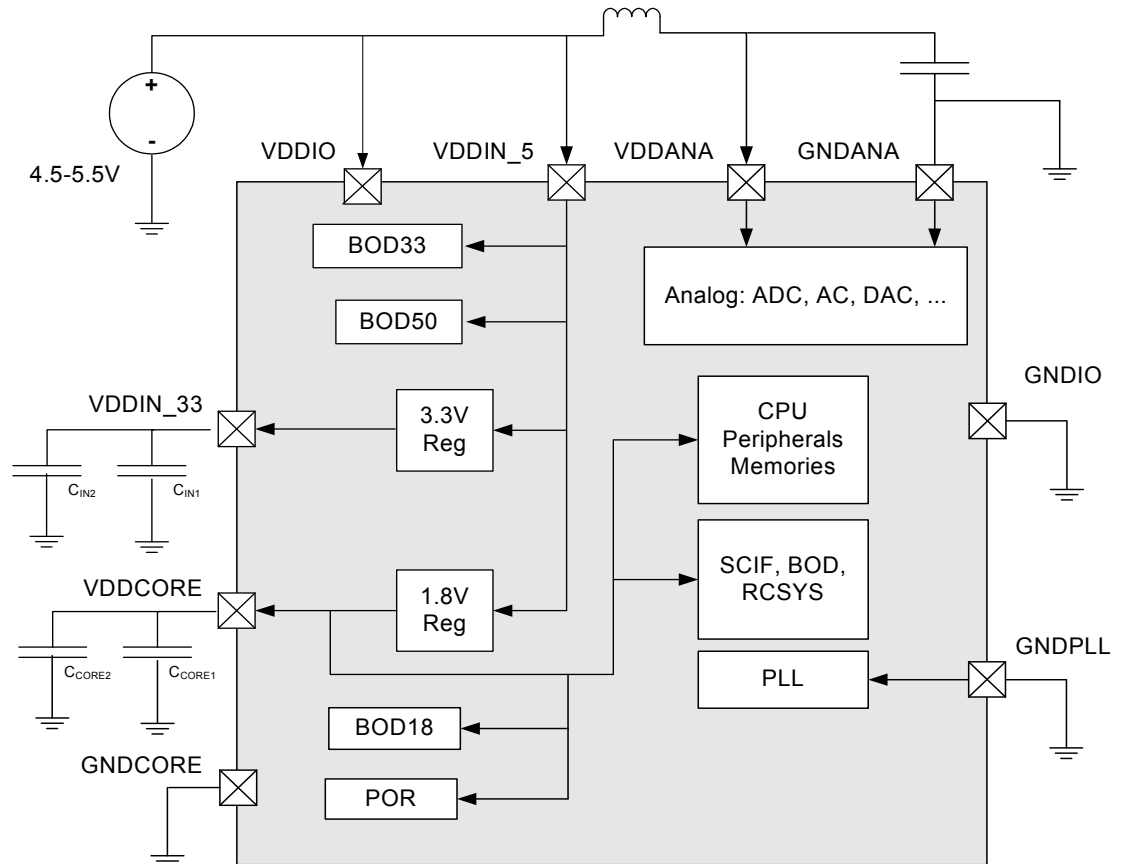 +
-
4.5-5.5V
VDDIO
VDDIN_5
VDDANA
GNDANA
BOD33
BOD50
Analog: ADC, AC, DAC, ...
VDDIN_33
3.3V
Reg
CPU
Peripherals
Memories
GNDIO
CIN2
CIN1
VDDCORE
1.8V
Reg
SCIF, BOD,
RCSYS
CCORE2
CCORE1
PLL
GNDPLL
BOD18
GNDCORE
POR